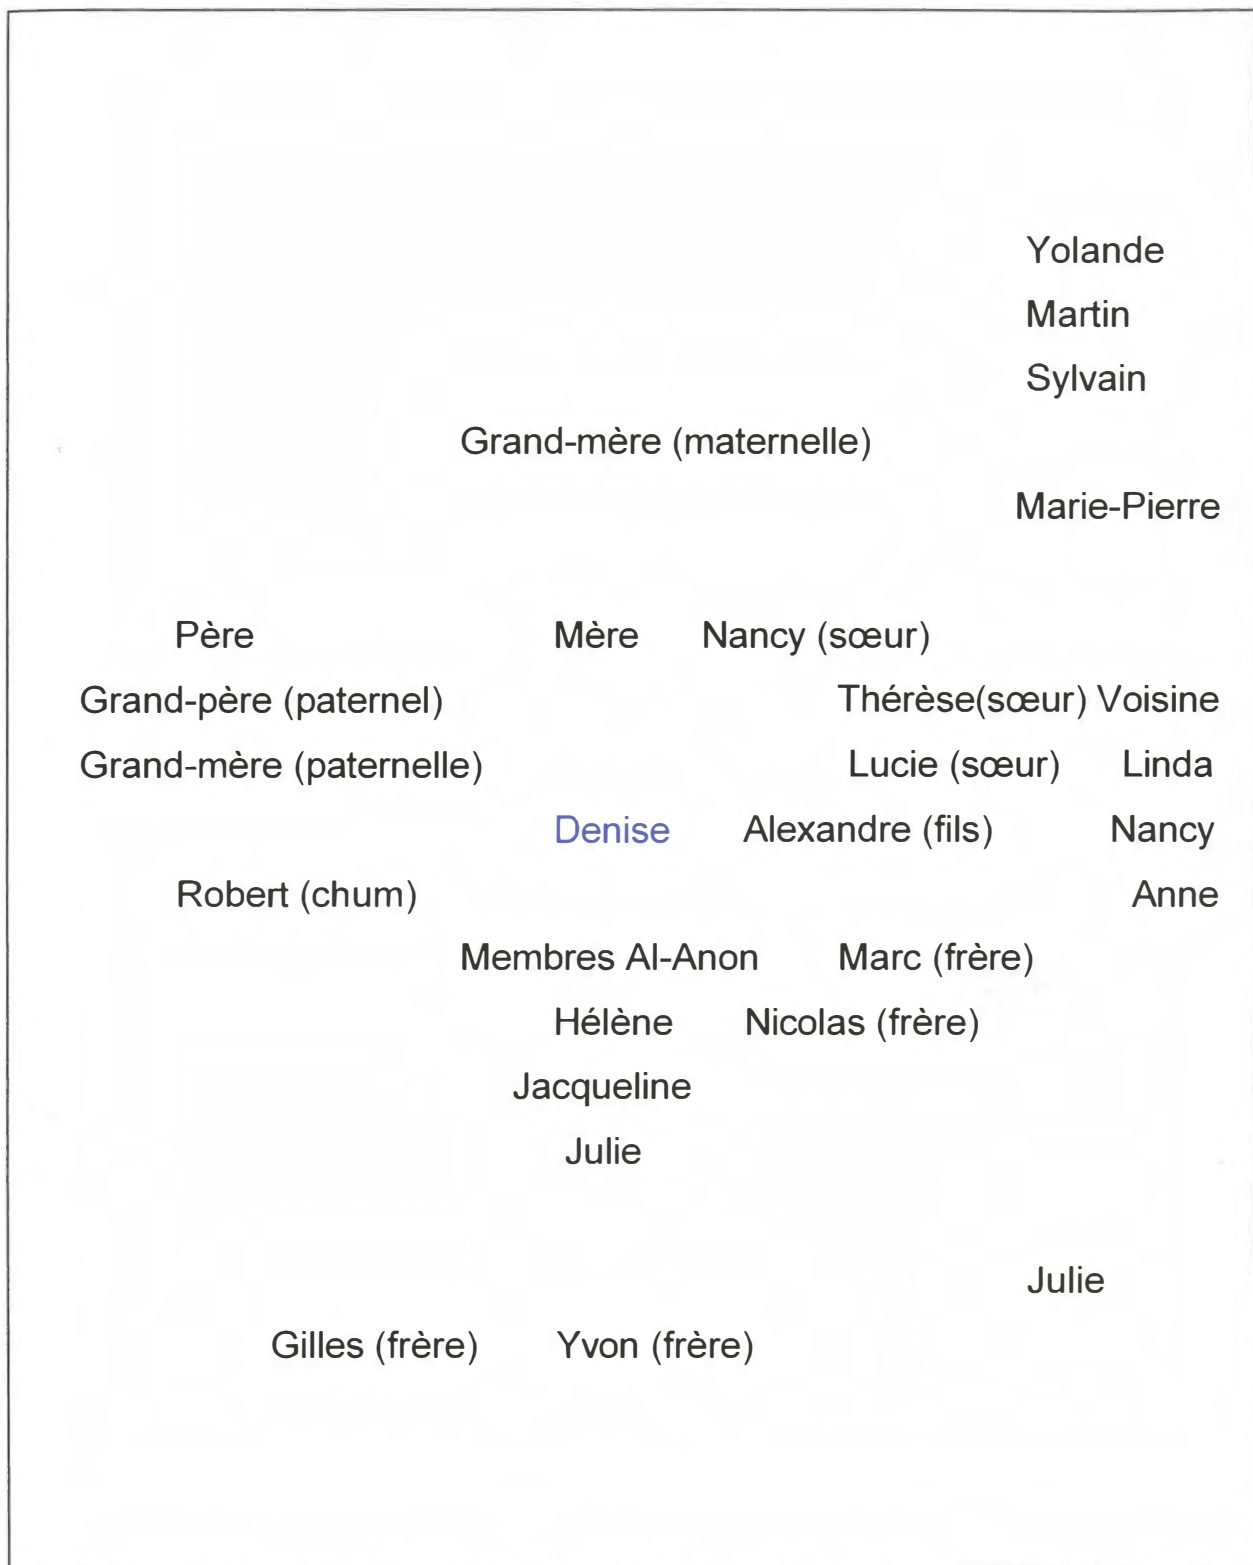 Yolande
Martin
Sylvain
Grand-mère (maternelle)
Marie-Pierre
Père Mère Nancy (sœur)
Grand-père (paternel) Thérèse(sœur) Voisine
Grand-mère (paternelle) Lucie (sœur) Linda
Denise Alexandre (fils) Nancy
Robert (chum) Anne
Membres Al-Anon Marc (frère)
Hélène Nicolas (frère)
Jacqueline
Julie
Julie
Gilles (frère) Yvon (frère)